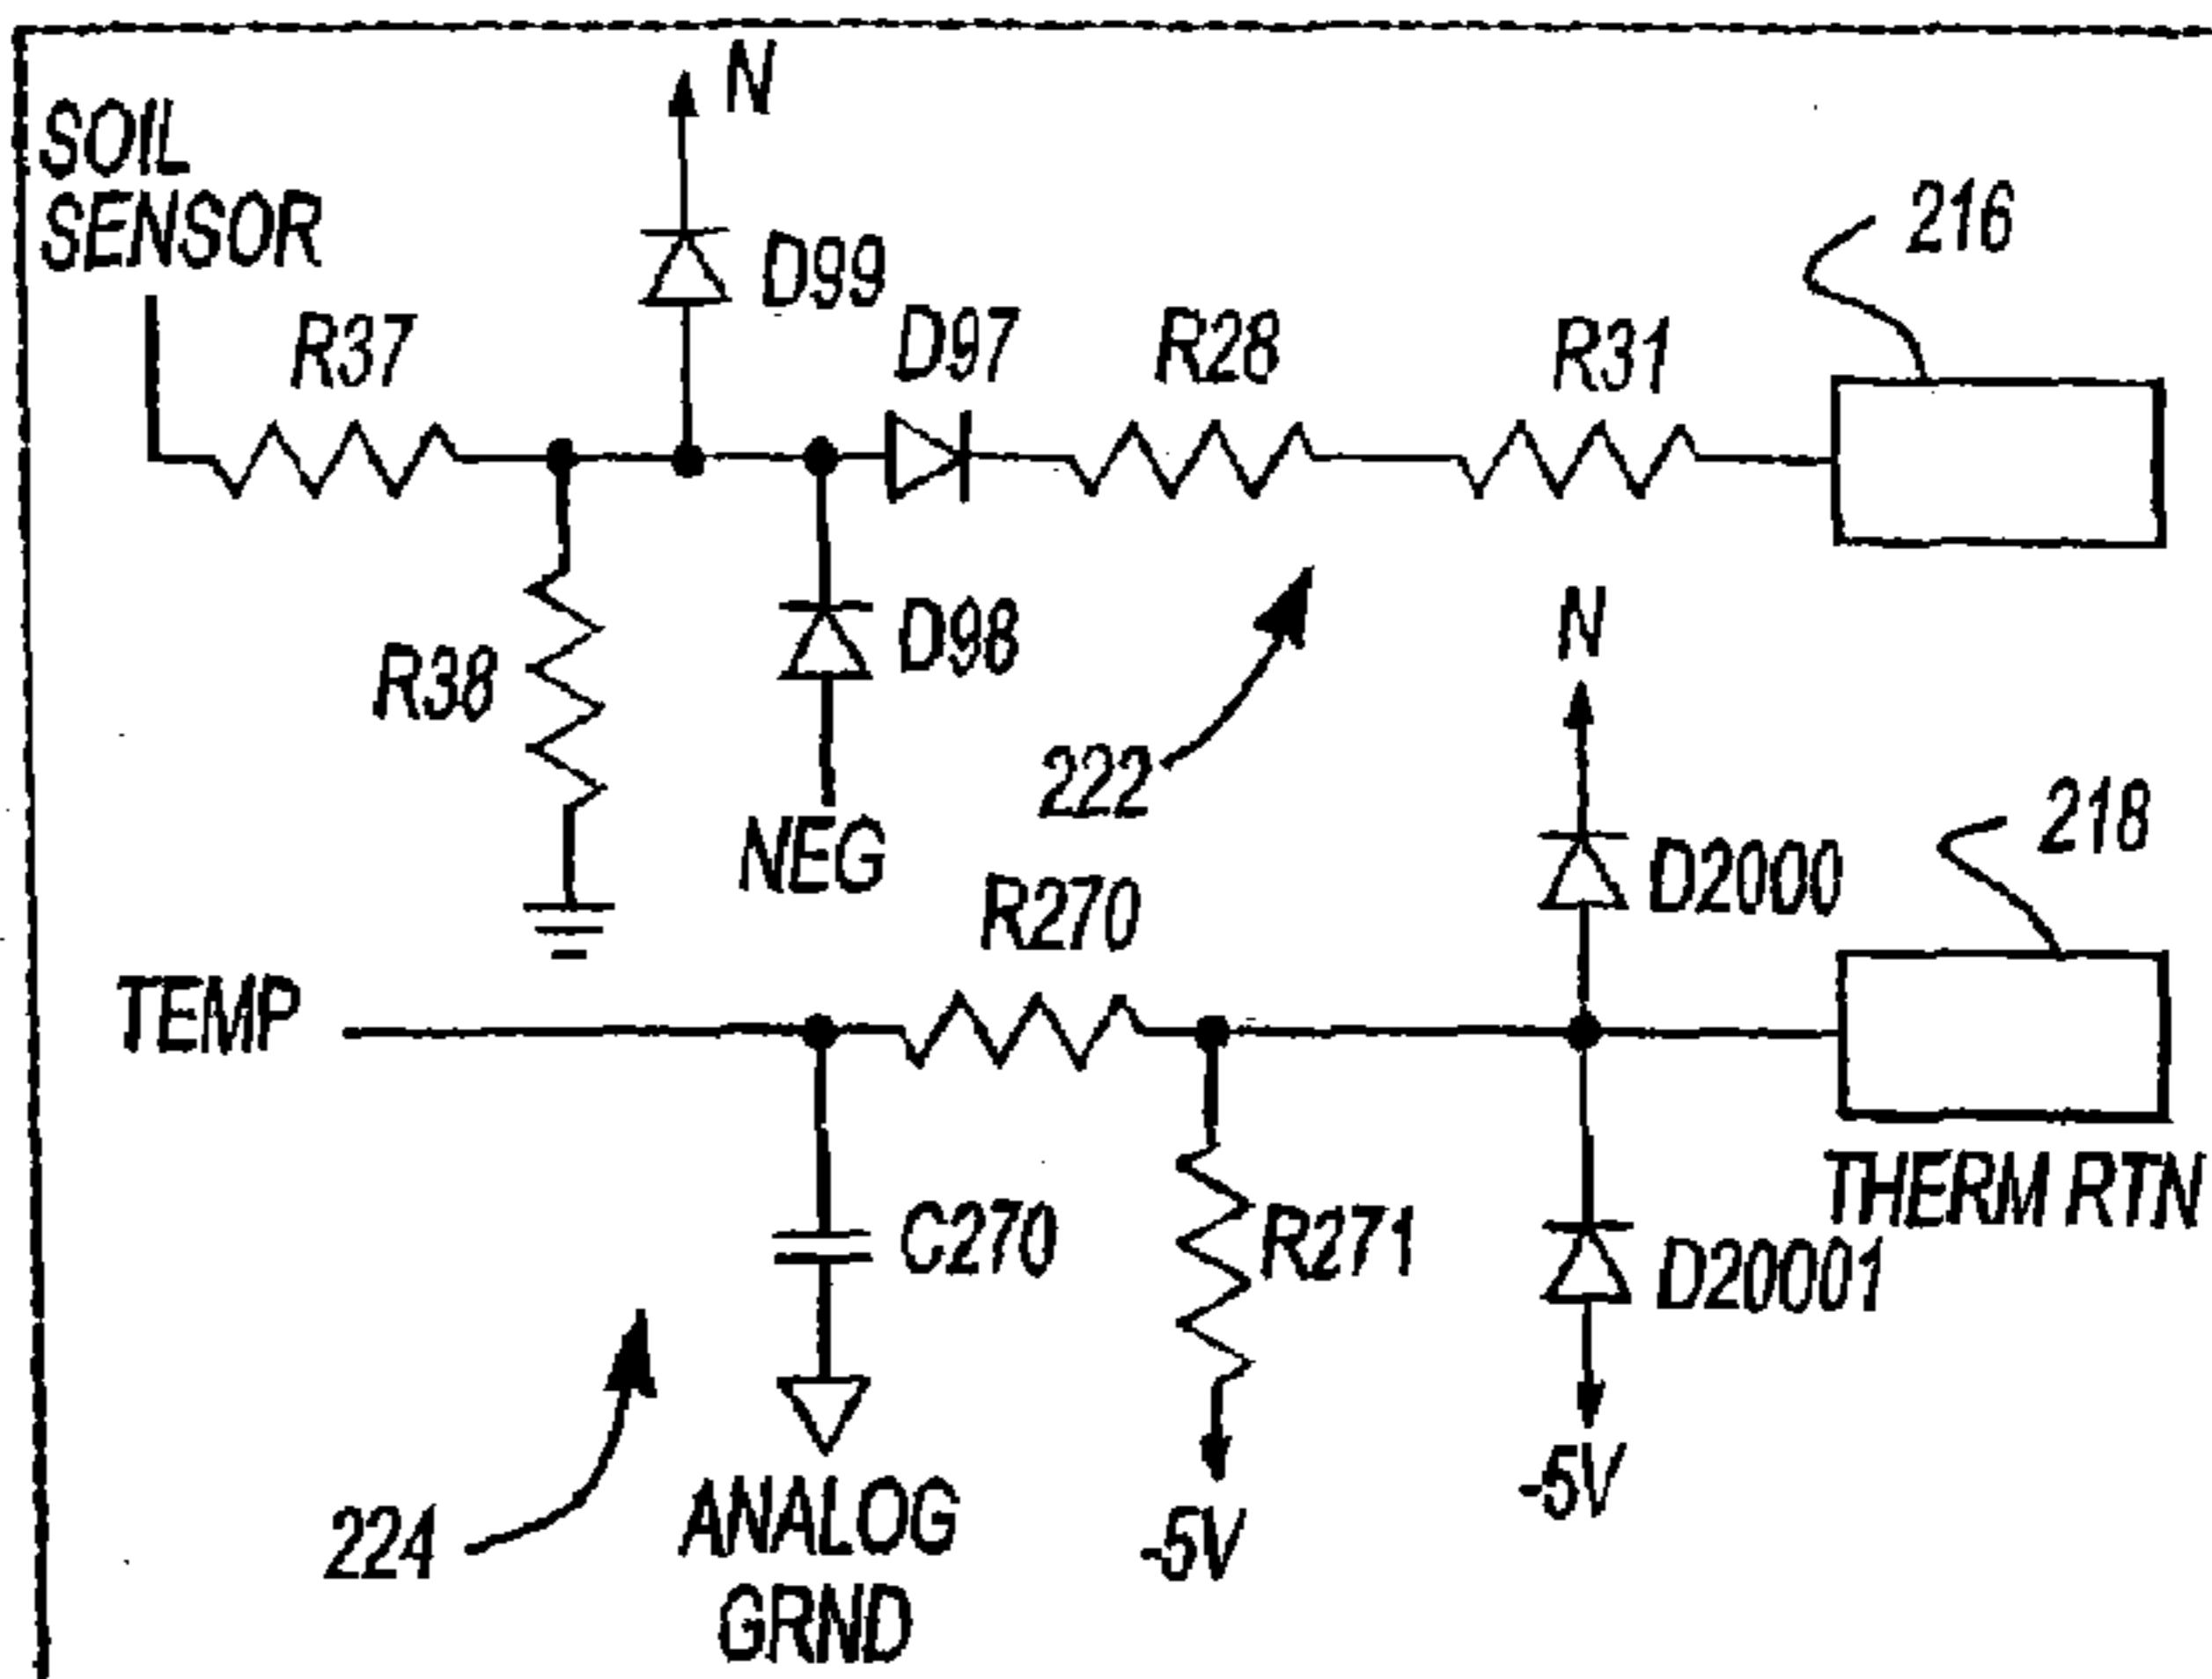 N
SOIL
SENSOR
216
D99
R37
D97
R28
R31
D98
N
R38
222
NEG
218
D2000
R270
TEMP
THERM RTN
C270
R271
D20001
-5V
ANALOG
GRND
224
-5V